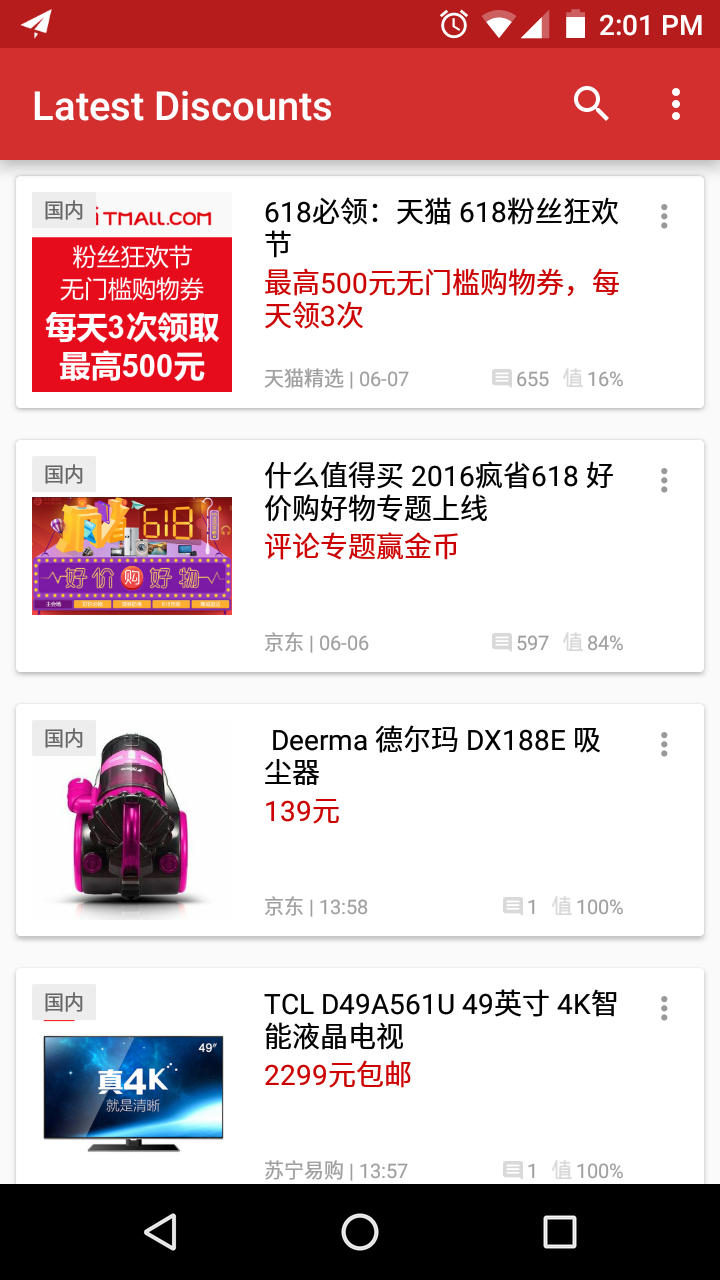 2:01 PM
Latest Discounts
国内
TMALL.COM
粉丝狂欢节
无门槛购物券
每天3次领取
最高500元
618必领：天猫 618粉丝狂欢
节
最高500元无门槛购物券，每
天领3次
天猫精选 | 06-07
655 值 16%
国内
618
好价购好物
主会场
什么值得买 2016疯省618 好
价购好物专题上线
评论专题赢金币
京东 | 06-06
597 值 84%
国内
Deerma 德尔玛 DX188E 吸
尘器
139元
京东 | 13:58
1 值 100%
国内
49"
真4K
就是清晰
TCL D49A561U 49英寸 4K智
能液晶电视
2299元包邮
苏宁易购 | 13:57
1 值 100%